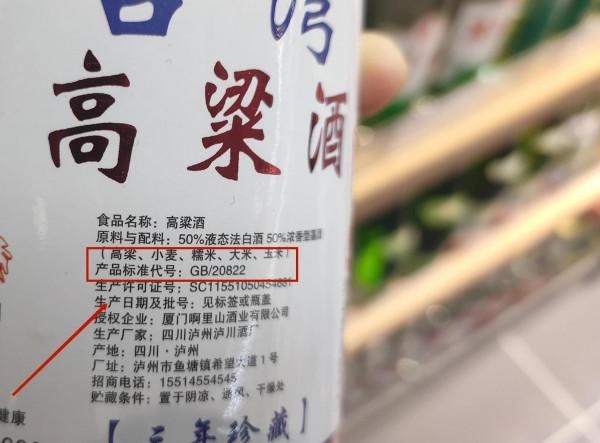 台湾
高粱酒
食品名称：高粱酒
原料与配料：50%液态法白酒 50%浓香型基酒
（高粱、小麦、糯米、大米、玉米）
产品标准代号：GB/20822
生产许可证号：SC11551050454681
生产日期及批号：见标签或瓶盖
授权企业：厦门啊里山酒业有限公司
生产厂家：四川泸州泸川酒厂
产地：四川·泸州
厂址：泸州市鱼塘镇希望大道1号
招商电话：15514554545
贮藏条件：置于阴凉、通风、干燥处
健康
【三年珍藏】